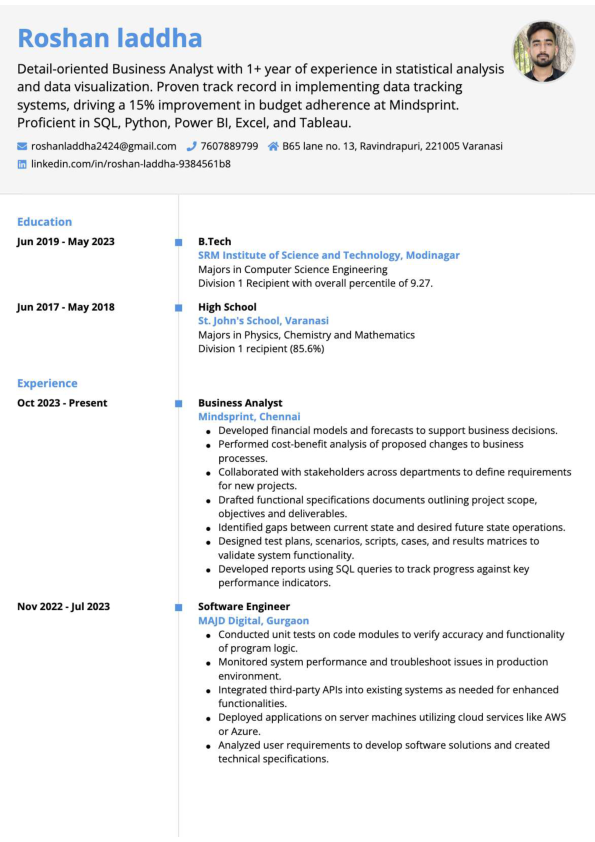 Roshan laddha
Detail-oriented Business Analyst with 1+ year of experience in statistical analysis
and data visualization. Proven track record in implementing data tracking
systems, driving a 15% improvement in budget adherence at Mindsprint.
Proficient in SQL, Python, Power BI, Excel, and Tableau.
roshanladdha2424@gmail.com 7607889799 B65 lane no. 13, Ravindrapuri, 221005 Varanasi
linkedin.com/in/roshan-laddha-9384561b8
Education
Jun 2019 - May 2023 B.Tech
SRM Institute of Science and Technology, Modinagar
Majors in Computer Science Engineering
Division 1 Recipient with overall percentile of 9.27.
Jun 2017 - May 2018 High School
St. John's School, Varanasi
Majors in Physics, Chemistry and Mathematics
Division 1 recipient (85.6%)
Experience
Oct 2023 - Present Business Analyst
Mindsprint, Chennai
• Developed financial models and forecasts to support business decisions.
• Performed cost-benefit analysis of proposed changes to business
processes.
• Collaborated with stakeholders across departments to define requirements
for new projects.
• Drafted functional specifications documents outlining project scope,
objectives and deliverables.
• Identified gaps between current state and desired future state operations.
• Designed test plans, scenarios, scripts, cases, and results matrices to
validate system functionality.
• Developed reports using SQL queries to track progress against key
performance indicators.
Nov 2022 - Jul 2023 Software Engineer
MAJD Digital, Gurgaon
• Conducted unit tests on code modules to verify accuracy and functionality
of program logic.
• Monitored system performance and troubleshoot issues in production
environment.
• Integrated third-party APIs into existing systems as needed for enhanced
functionalities.
• Deployed applications on server machines utilizing cloud services like AWS
or Azure.
• Analyzed user requirements to develop software solutions and created
technical specifications.